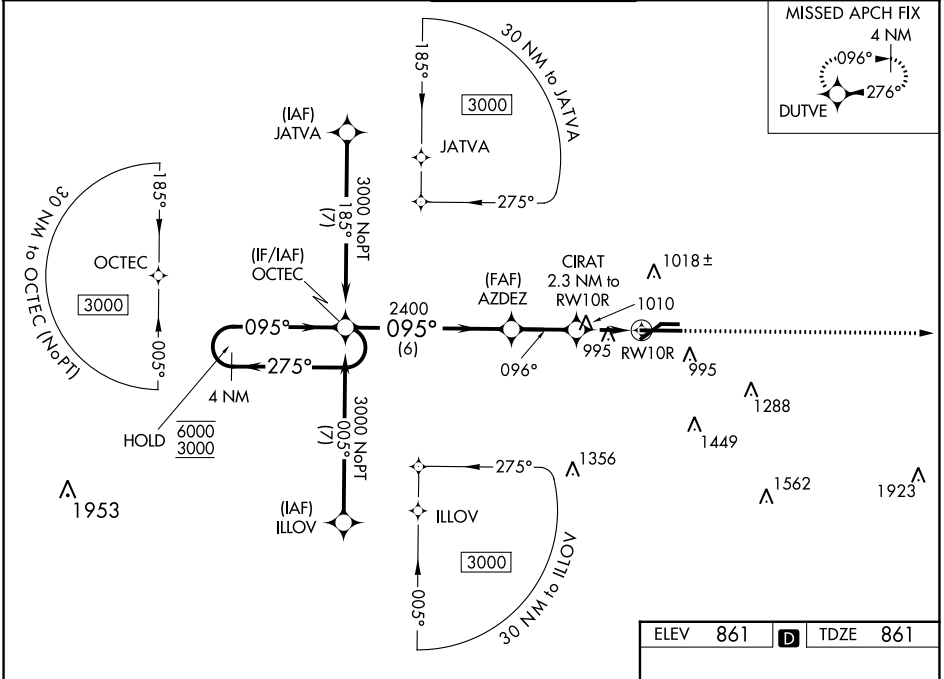 MISSED APCH FIX
4 NM
096°
276°
DUTVE
30 NM to JATVA
185°
3000
JATVA
275°
(IAF)
JATVA
3000 NoPT
185°
(7)
30 NM to OCTEC (NoPT)
185°
OCTEC
3000
005°
(IF/IAF)
OCTEC
095°
275°
4 NM
HOLD
6000
3000
2400
095°
(6)
(FAF)
AZDEZ
096°
CIRAT
2.3 NM to
RW10R
1018±
1010
995
RW10R
995
1288
1449
1356
1562
1923
1953
3000 NoPT
005°
(7)
(IAF)
ILLOV
275°
ILLOV
3000
005°
30 NM to ILLOV
ELEV 861 D TDZE 861